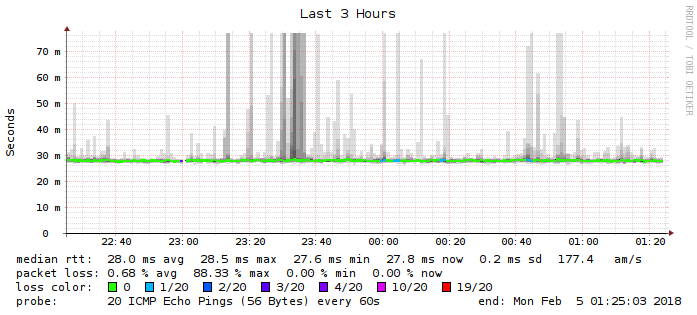 Last 3 Hours
RRDTOOL / TOBI OETIKER
Seconds
70 m
60 m
50 m
40 m
30 m
20 m
10 m
0
22:40 23:00 23:20 23:40 00:00 00:20 00:40 01:00 01:20
median rtt: 28.0 ms avg 28.5 ms max 27.6 ms min 27.8 ms now 0.2 ms sd 177.4 am/s
packet loss: 0.68 % avg 88.33 % max 0.00 % min 0.00 % now
loss color: 0 1/20 2/20 3/20 4/20 10/20 19/20
probe: 20 ICMP Echo Pings (56 Bytes) every 60s end: Mon Feb 5 01:25:03 2018